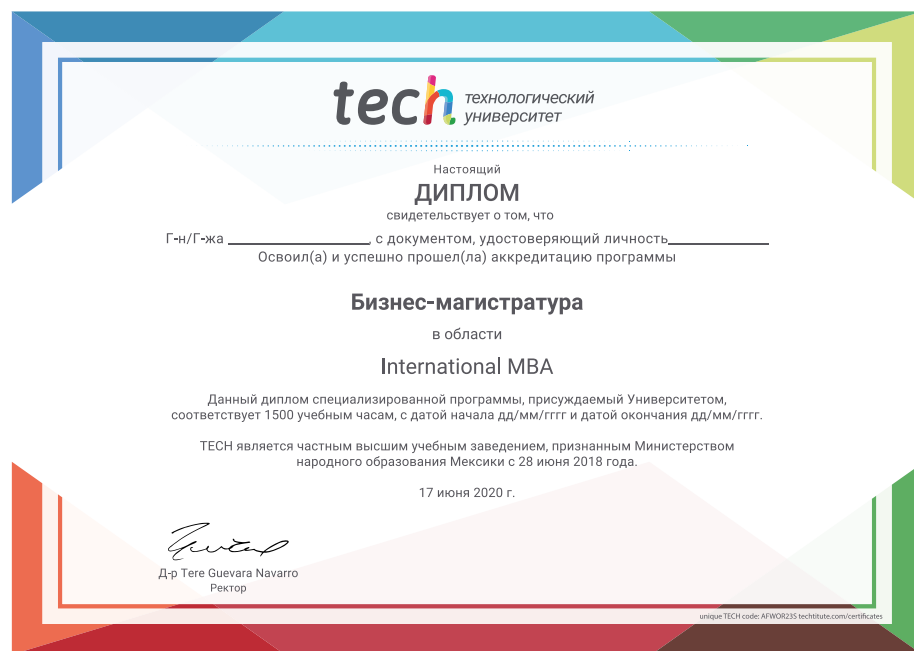 tech технологический
университет
Настоящий
ДИПЛОМ
свидетельствует о том, что
Г-н/Г-жа ____________________, с документом, удостоверяющий личность______________
Освоил(а) и успешно прошел(ла) аккредитацию программы
Бизнес-магистратура
в области
International MBA
Данный диплом специализированной программы, присуждаемый Университетом,
соответствует 1500 учебным часам, с датой начала дд/мм/гггг и датой окончания дд/мм/гггг.
TECH является частным высшим учебным заведением, признанным Министерством
народного образования Мексики с 28 июня 2018 года.
17 июня 2020 г.
Д-р Tere Guevara Navarro
Ректор
unique TECH code: AFWOR23S techtitute.com/certificates